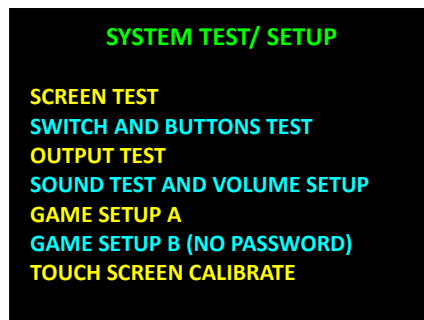 SYSTEM TEST/ SETUP
SCREEN TEST
SWITCH AND BUTTONS TEST
OUTPUT TEST
SOUND TEST AND VOLUME SETUP
GAME SETUP A
GAME SETUP B (NO PASSWORD)
TOUCH SCREEN CALIBRATE